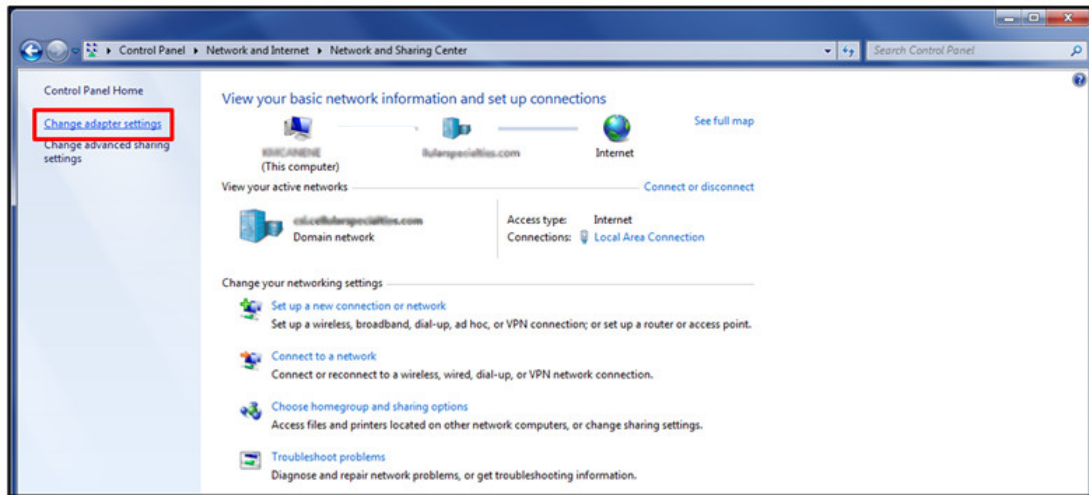 Control Panel ▸ Network and Internet ▸ Network and Sharing Center
Search Control Panel
Control Panel Home
Change adapter settings
Change advanced sharing
settings
View your basic network information and set up connections
See full map
(This computer)
Internet
View your active networks
Connect or disconnect
Domain network
Access type: Internet
Connections: Local Area Connection
Change your networking settings
Set up a new connection or network
Set up a wireless, broadband, dial-up, ad hoc, or VPN connection; or set up a router or access point.
Connect to a network
Connect or reconnect to a wireless, wired, dial-up, or VPN network connection.
Choose homegroup and sharing options
Access files and printers located on other network computers, or change sharing settings.
Troubleshoot problems
Diagnose and repair network problems, or get troubleshooting information.